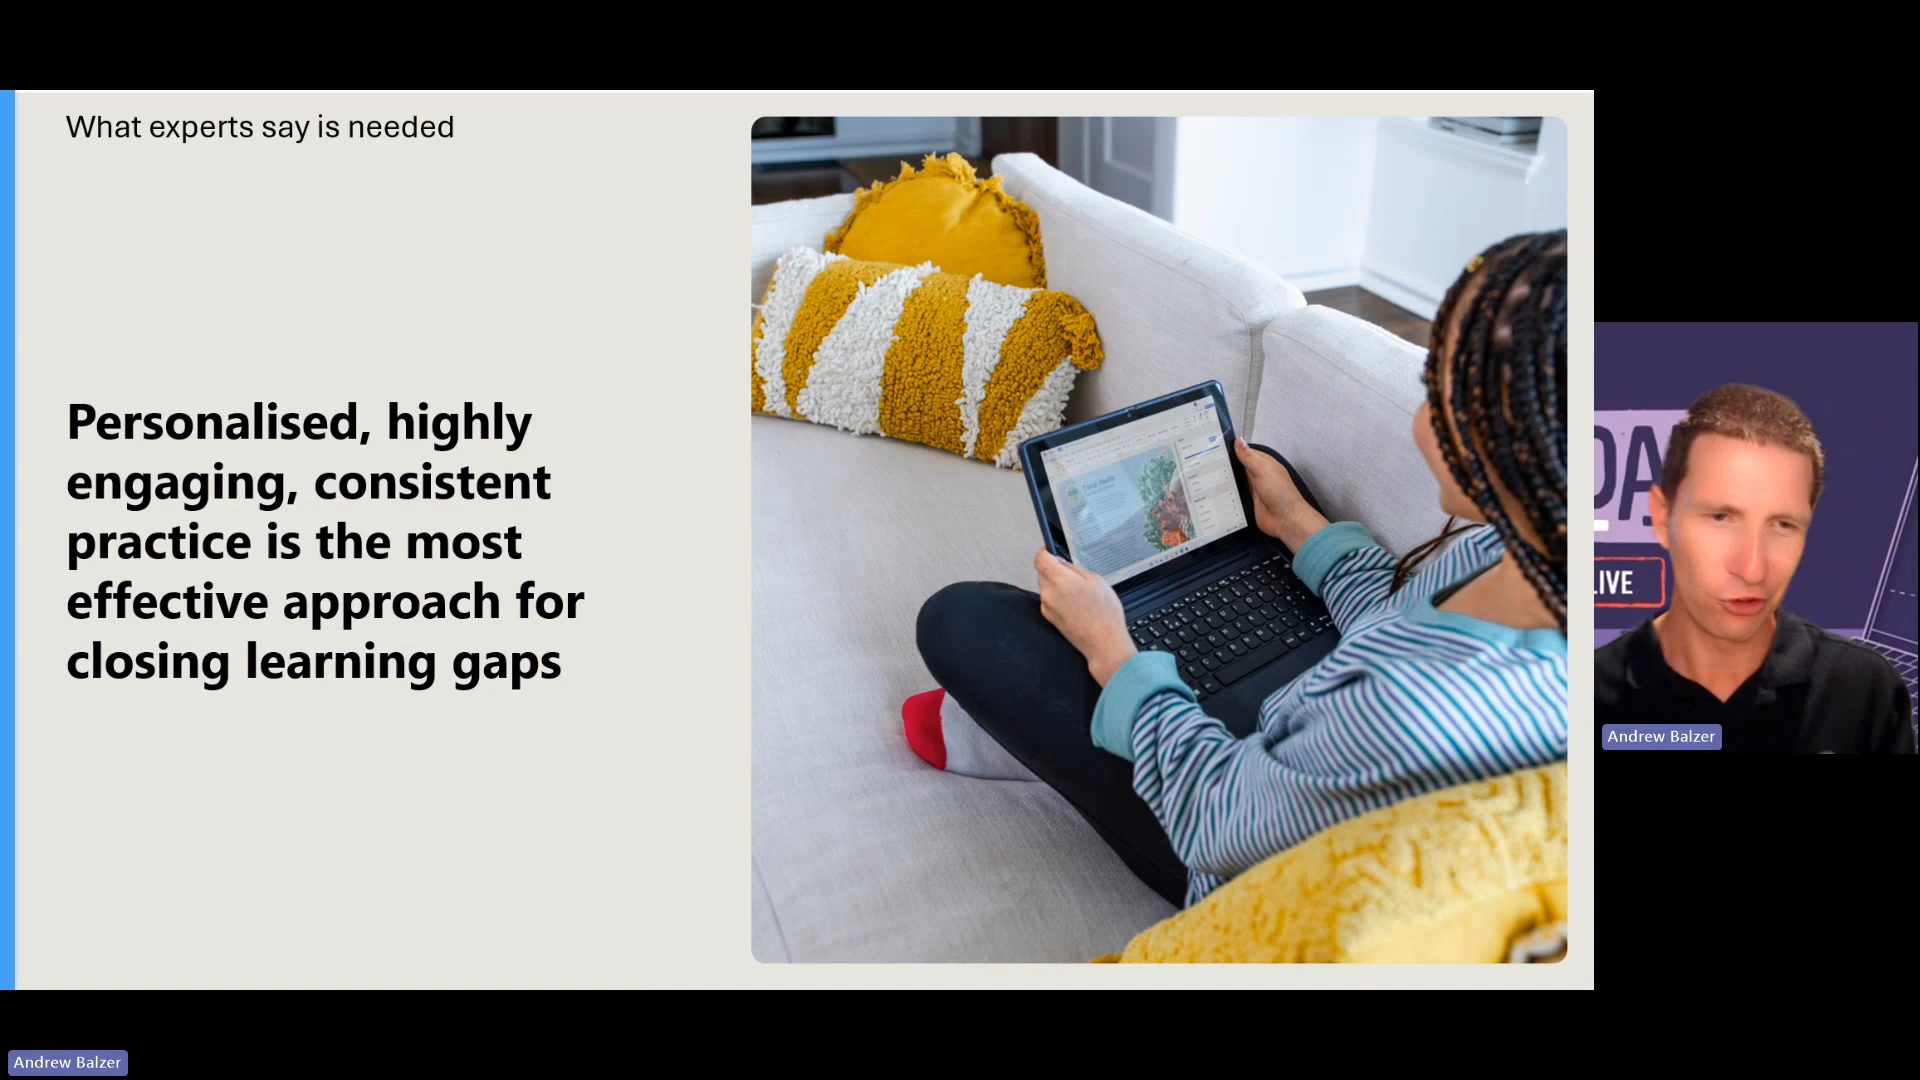 What experts say is needed
Personalised, highly
engaging, consistent
practice is the most
effective approach for
closing learning gaps
Andrew Balzer
Andrew Balzer